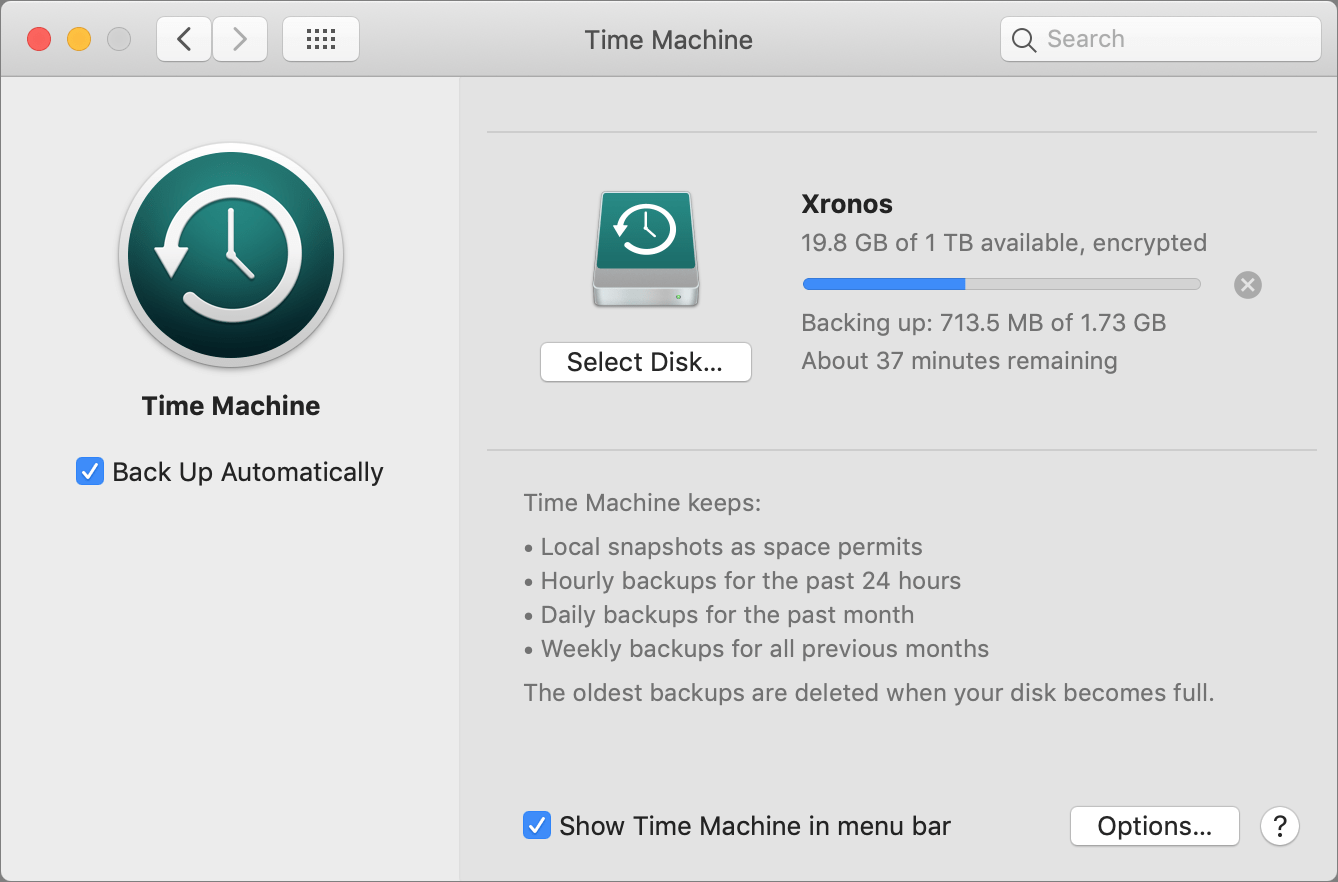 Time Machine
Search
Time Machine
Back Up Automatically
Xronos
19.8 GB of 1 TB available, encrypted
Backing up: 713.5 MB of 1.73 GB
About 37 minutes remaining
Select Disk...
Time Machine keeps:
• Local snapshots as space permits
• Hourly backups for the past 24 hours
• Daily backups for the past month
• Weekly backups for all previous months
The oldest backups are deleted when your disk becomes full.
Show Time Machine in menu bar
Options...
?